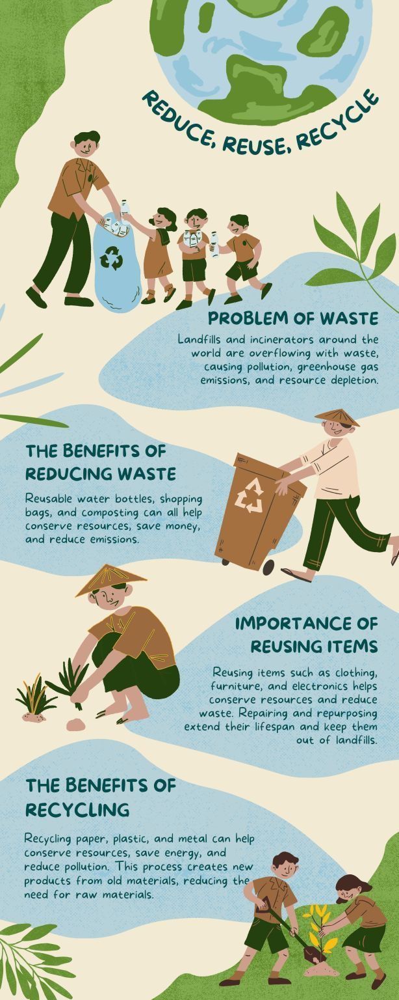 REDUCE, REUSE, RECYCLE
PROBLEM OF WASTE
Landfills and incinerators around the
world are overflowing with waste,
causing pollution, greenhouse gas
emissions, and resource depletion.
THE BENEFITS OF
REDUCING WASTE
Reusable water bottles, shopping
bags, and composting can all help
conserve resources, save money,
and reduce emissions.
IMPORTANCE OF
REUSING ITEMS
Reusing items such as clothing,
furniture, and electronics helps
conserve resources and reduce
waste. Repairing and repurposing
extend their lifespan and keep them
out of landfills.
THE BENEFITS OF
RECYCLING
Recycling paper, plastic, and metal can help
conserve resources, save energy, and
reduce pollution. This process creates new
products from old materials, reducing the
need for raw materials.